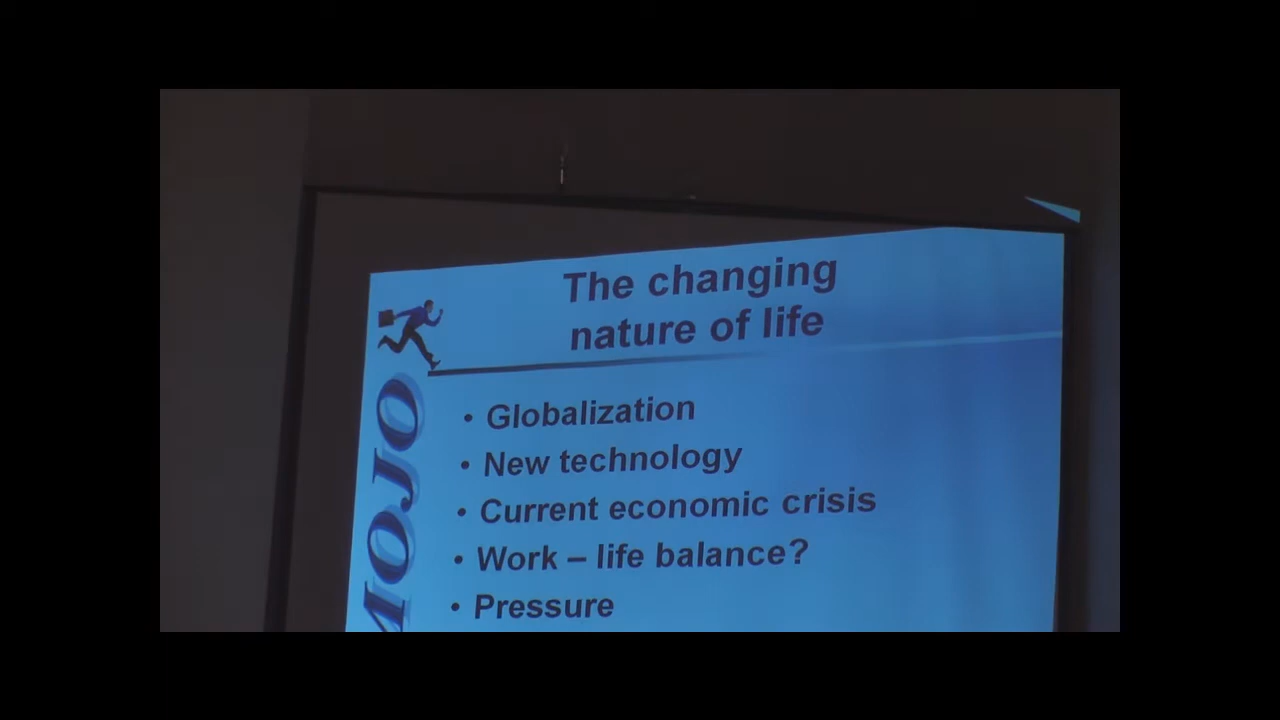 The changing
nature of life
• Globalization
• New technology
• Current economic crisis
• Work – life balance?
• Pressure
MOJO